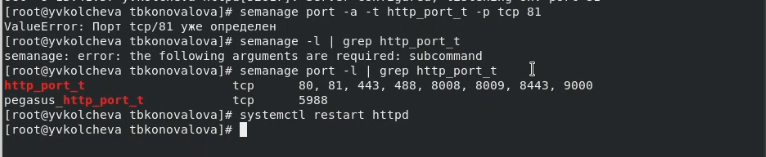 [root@yvkolcheva tbkonovalova]# semanage port -a -t http_port_t -p tcp 81
ValueError: Порт tcp/81 уже определен
[root@yvkolcheva tbkonovalova]# semanage -l | grep http_port_t
semanage: error: the following arguments are required: subcommand
[root@yvkolcheva tbkonovalova]# semanage port -l | grep http_port_t
http_port_t                    tcp      80, 81, 443, 488, 8008, 8009, 8443, 9000
pegasus_http_port_t            tcp      5988
[root@yvkolcheva tbkonovalova]# systemctl restart httpd
[root@yvkolcheva tbkonovalova]#